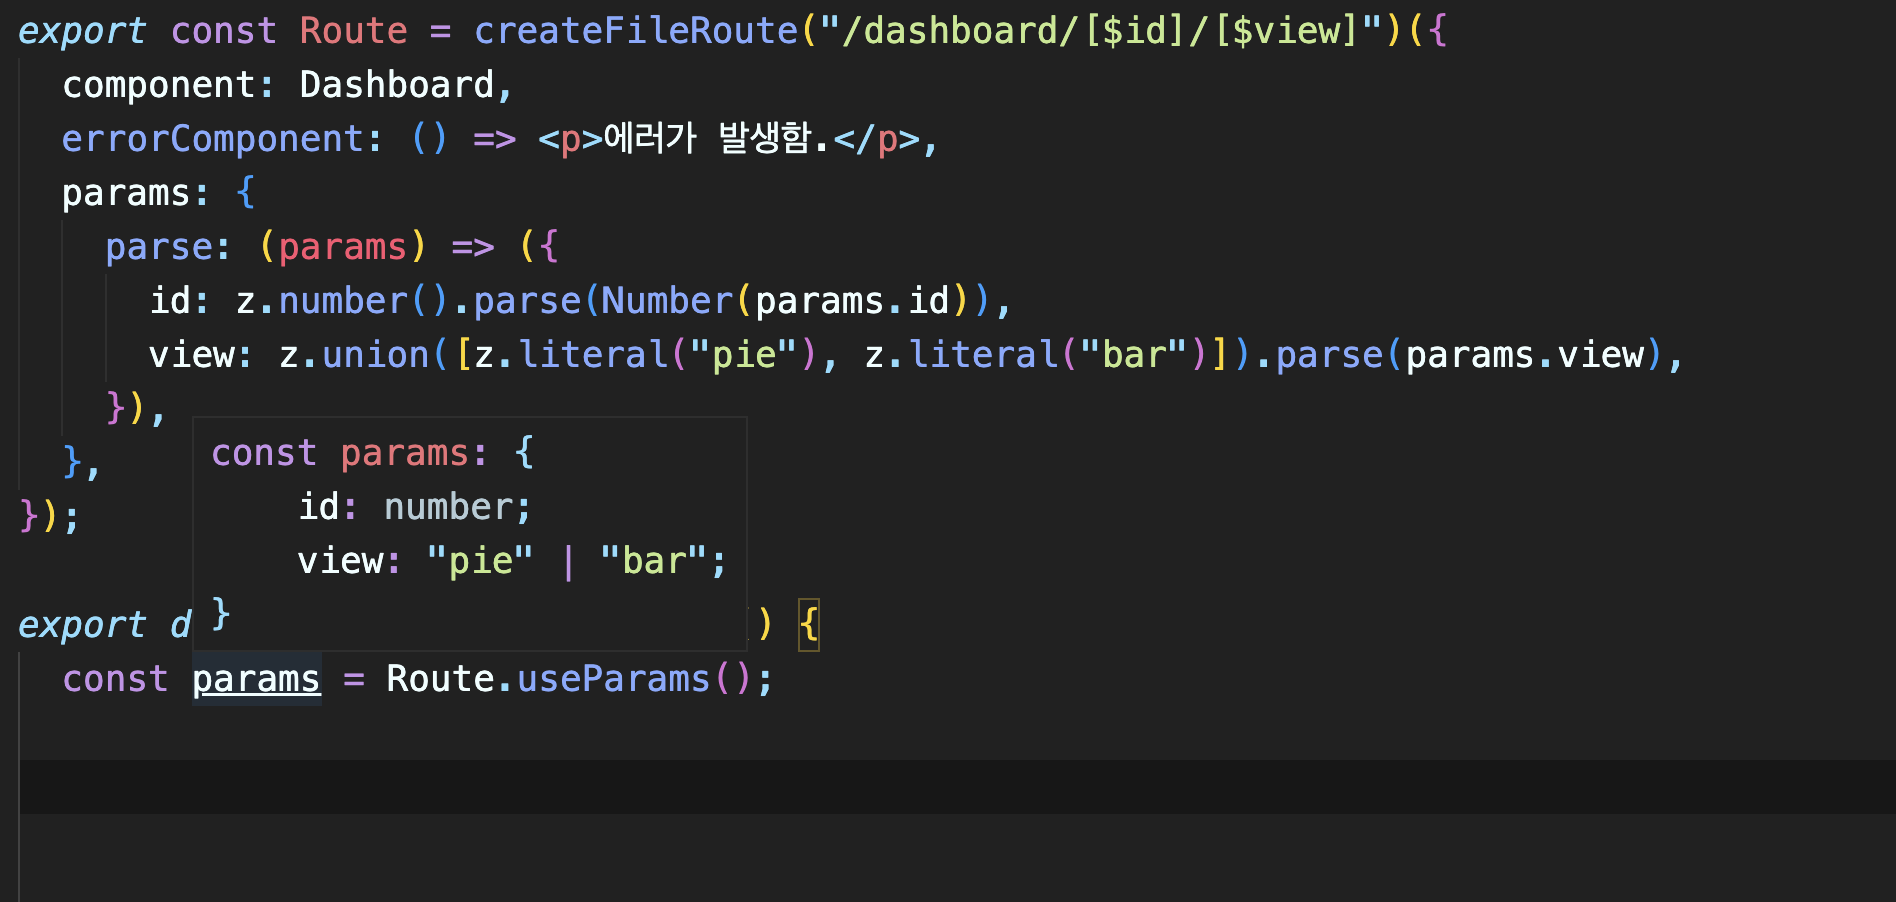 export const Route = createFileRoute("/dashboard/[$id]/[$view]")({
component: Dashboard,
errorComponent: () => <p>에러가 발생함.</p>,
params: {
parse: (params) => ({
id: z.number().parse(Number(params.id)),
view: z.union([z.literal("pie"), z.literal("bar")]).parse(params.view),
}),
},
});
const params: {
id: number;
view: "pie" | "bar";
}
export d ) {
const params = Route.useParams();